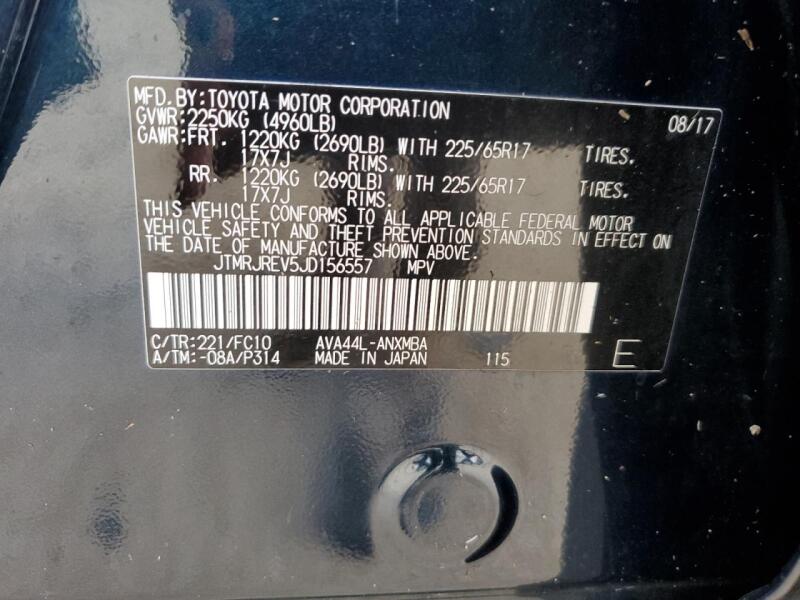 MFD.BY:TOYOTA MOTOR CORPORATION 08/17
GVWR:2250KG (4960LB)
GAWR:FRT. 1220KG (2690LB) WITH 225/65R17 TIRES.
17X7J RIMS.
RR. 1220KG (2690LB) WITH 225/65R17 TIRES.
17X7J RIMS.
THIS VEHICLE CONFORMS TO ALL APPLICABLE FEDERAL MOTOR
VEHICLE SAFETY AND THEFT PREVENTION STANDARDS IN EFFECT ON
THE DATE OF MANUFACTURE SHOWN ABOVE.
JTMRJREV5JD156557 MPV
C/TR:221/FC10 AVA44L-ANXMBA
A/TM:-08A/P314 MADE IN JAPAN 115 E